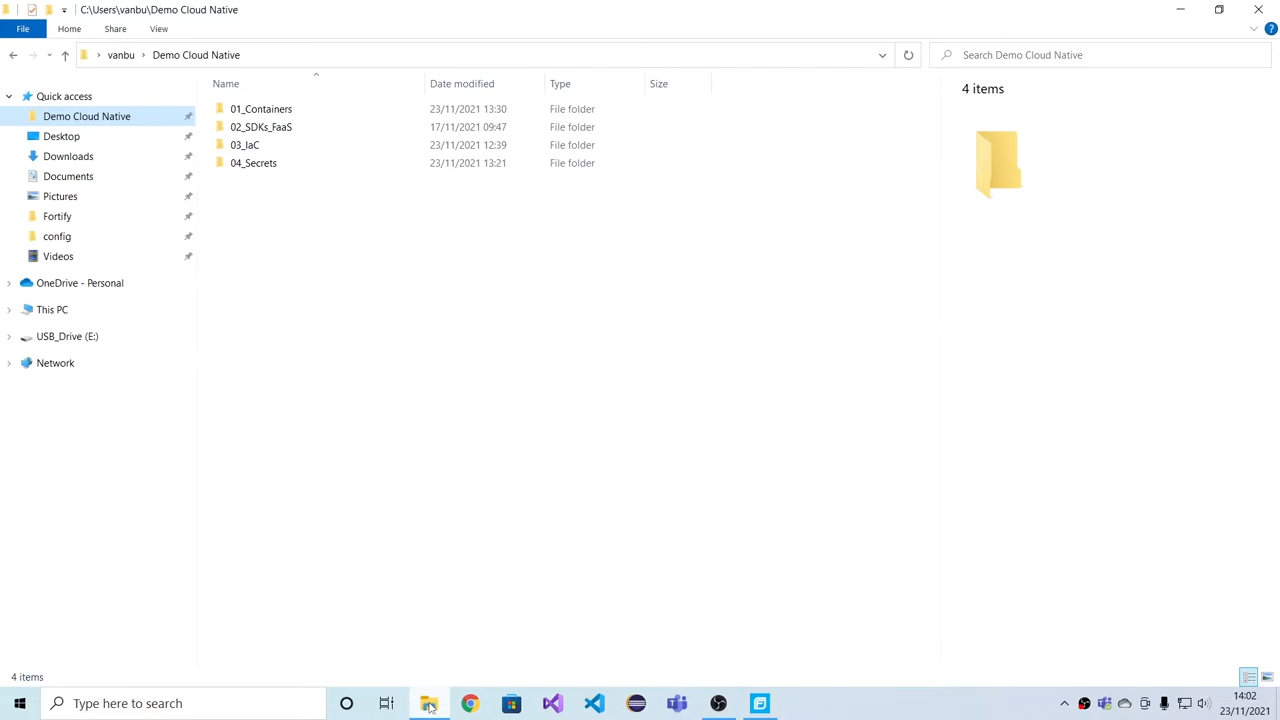 C:\Users\vanbu\Demo Cloud Native
File Home Share View
vanbu Demo Cloud Native
Search Demo Cloud Native
Name Date modified Type Size
4 items
Quick access
Demo Cloud Native
Desktop
Downloads
Documents
Pictures
Fortify
config
Videos
OneDrive - Personal
This PC
USB_Drive (E:)
Network
01_Containers 23/11/2021 13:30 File folder
02_SDKs_FaaS 17/11/2021 09:47 File folder
03_IaC 23/11/2021 12:39 File folder
04_Secrets 23/11/2021 13:21 File folder
4 items
Type here to search
14:02
23/11/2021